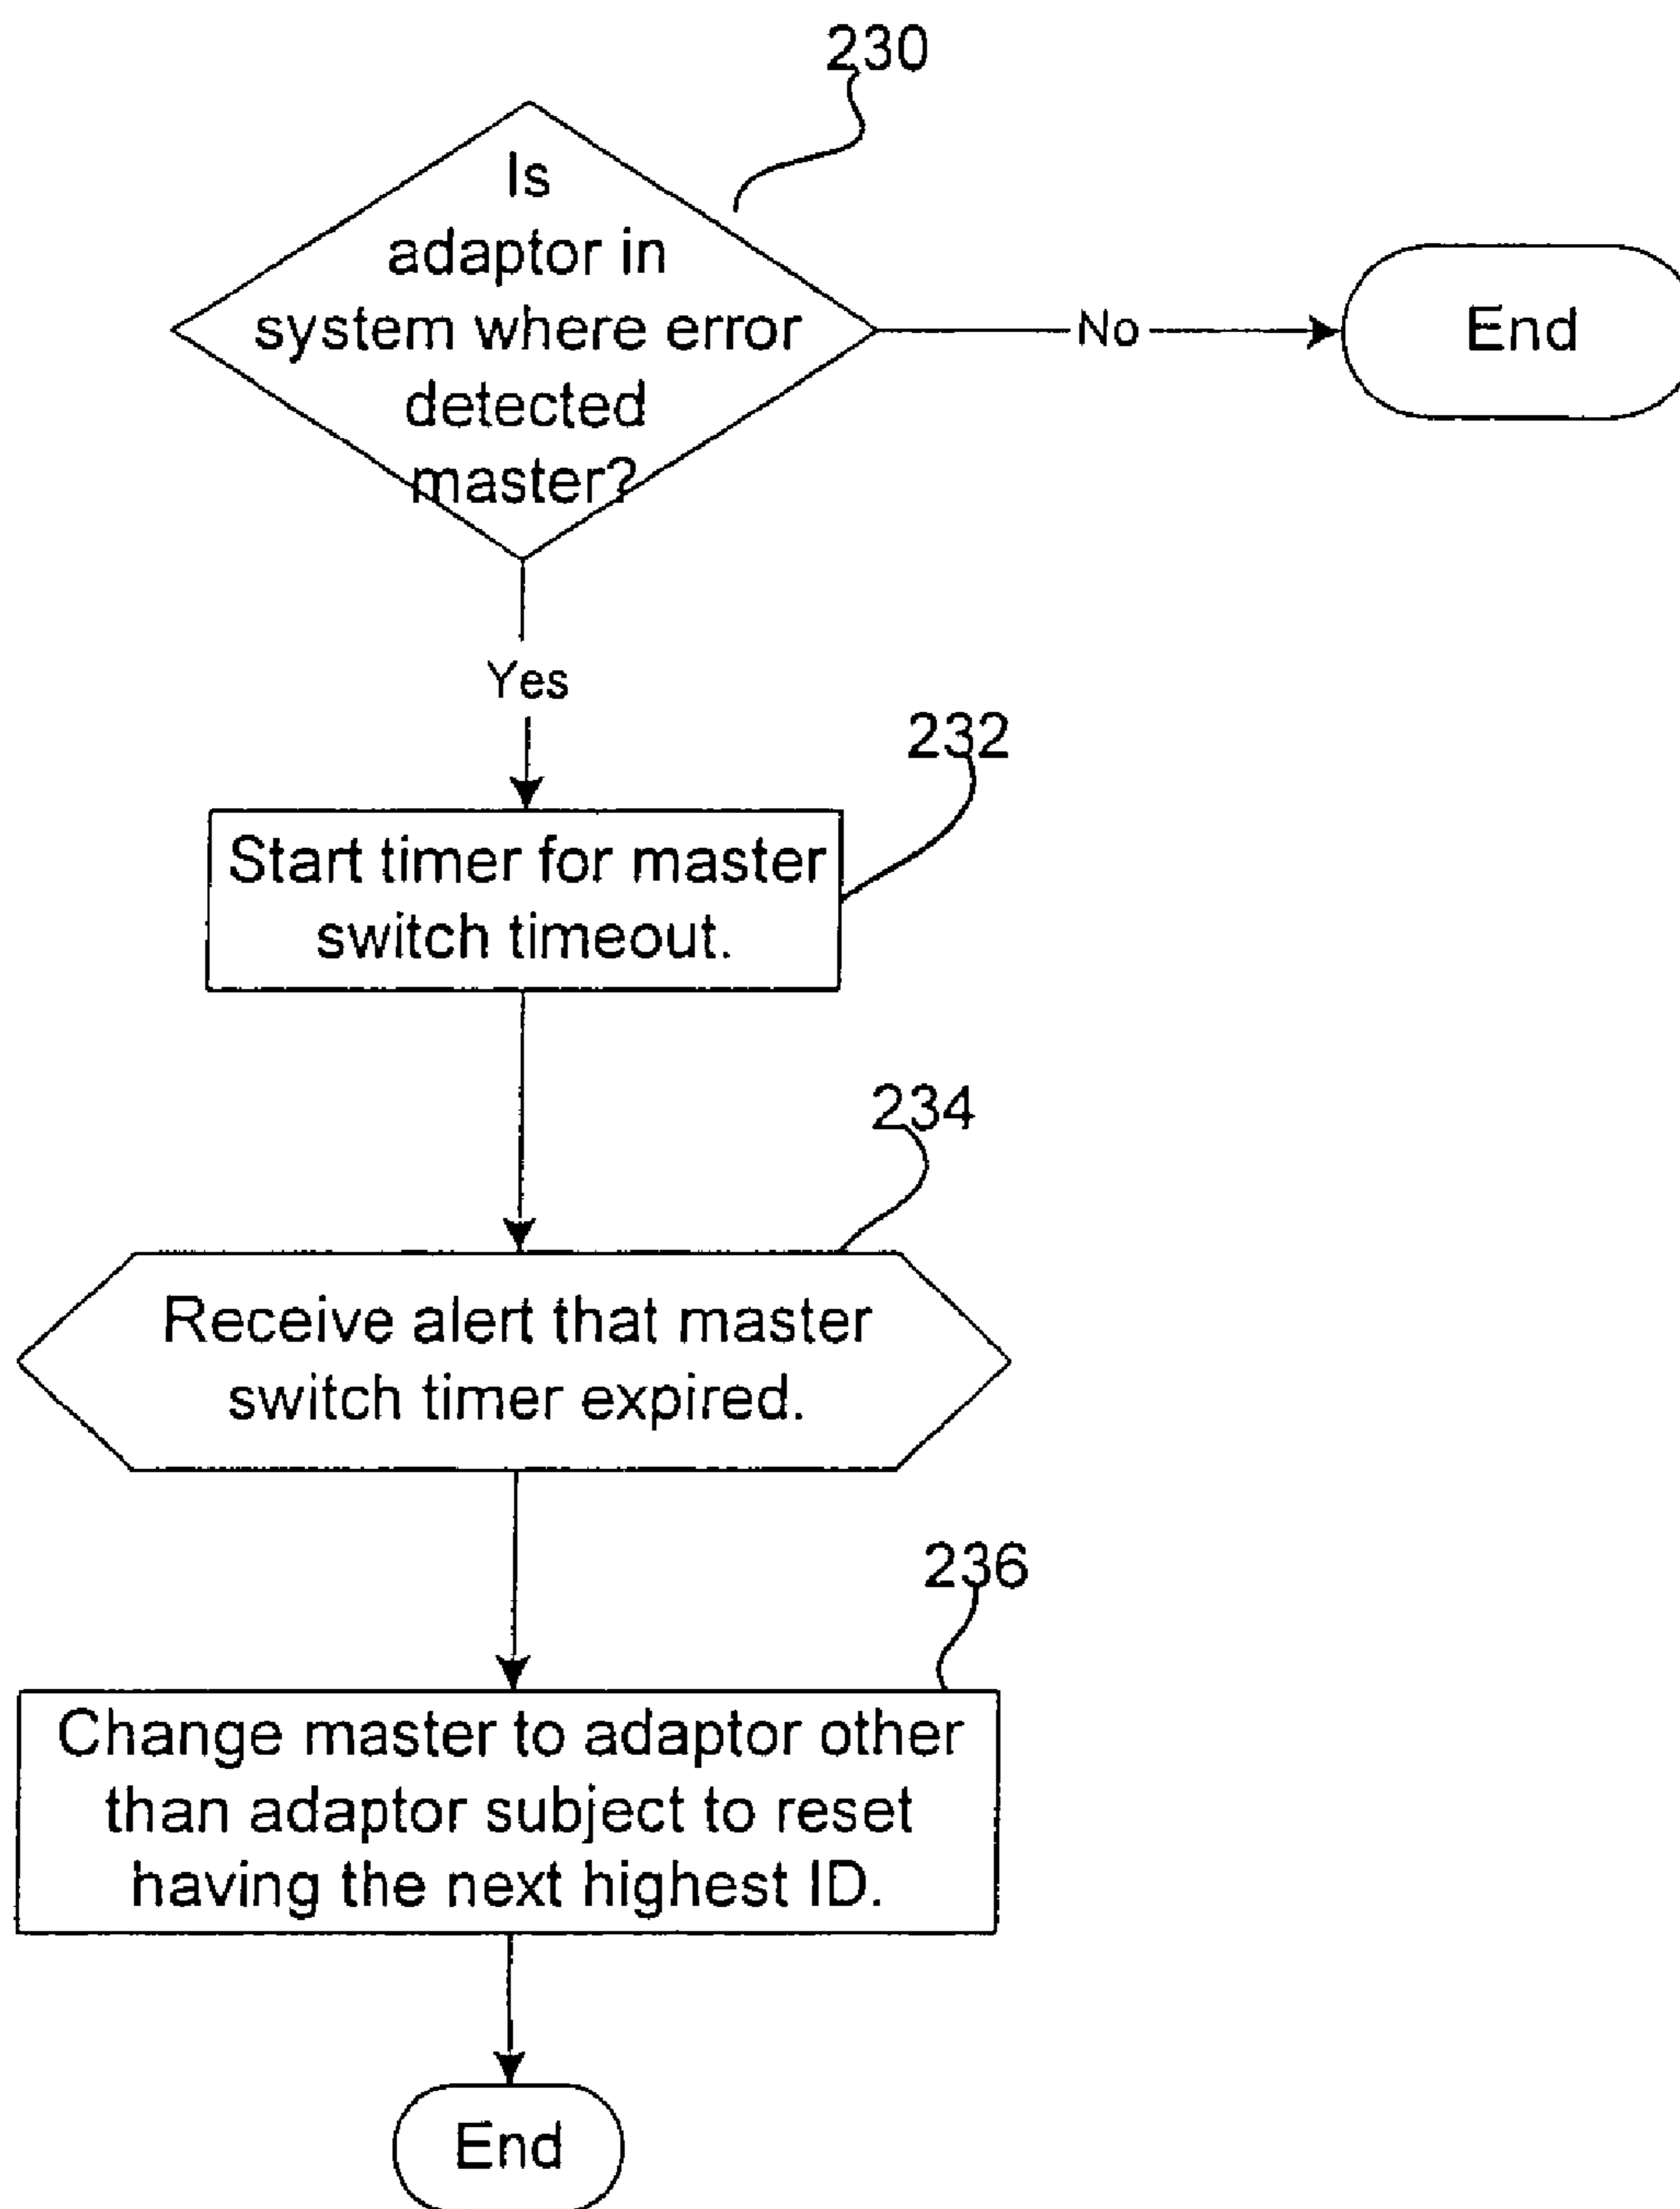 230
Is
adaptor in
system where error
detected
master?
No
End
Yes
232
Start timer for master
switch timeout.
234
Receive alert that master
switch timer expired.
236
Change master to adaptor other
than adaptor subject to reset
having the next highest ID.
End